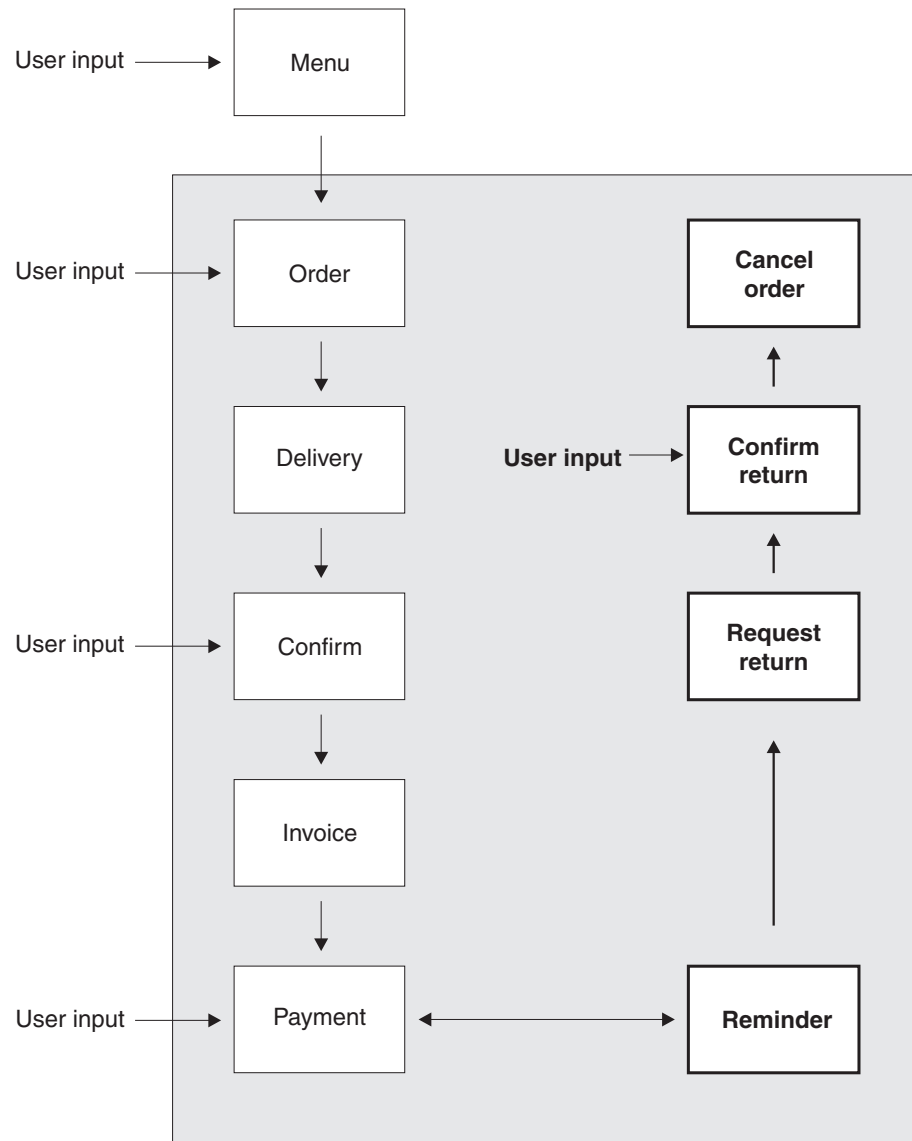 User input
Menu
User input
Order
Cancel
order
Delivery
User input
Confirm
return
User input
Confirm
Request
return
Invoice
User input
Payment
Reminder